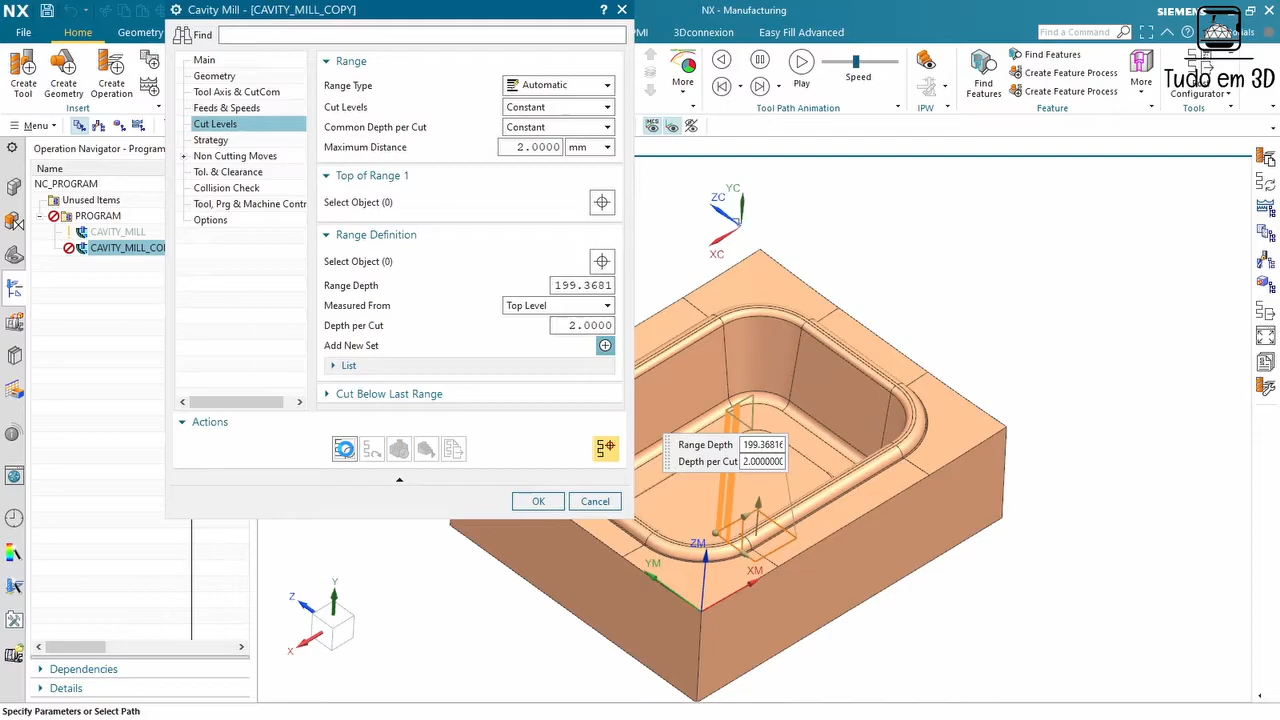 NX
Cavity Mill - [CAVITY_MILL_COPY]
NX - Manufacturing
SIEMENS
File
Home
Geometry
PMI
3Dconnexion
Easy Fill Advanced
Find a Command
Tudo em 3D
Find
Create Tool
Create Geometry
Create Operation
Insert
More
Play
Speed
Tool Path Animation
IPW
Find Features
Find Features
Create Feature Process
Create Feature Process
Feature
More
Configurator
Tools
Menu
Operation Navigator - Program
Name
NC_PROGRAM
Unused Items
PROGRAM
CAVITY_MILL
CAVITY_MILL_CO
Main
Geometry
Tool Axis & CutCom
Feeds & Speeds
Cut Levels
Strategy
Non Cutting Moves
Tol. & Clearance
Collision Check
Tool, Prg & Machine Contr
Options
Range
Range Type
Automatic
Cut Levels
Constant
Common Depth per Cut
Constant
Maximum Distance
2.0000
mm
Top of Range 1
Select Object (0)
Range Definition
Select Object (0)
Range Depth
199.3681
Measured From
Top Level
Depth per Cut
2.0000
Add New Set
List
Cut Below Last Range
Actions
OK
Cancel
Range Depth
199.36816
Depth per Cut
2.0000000
YC
ZC
XC
ZM
YM
XM
Y
Z
X
Dependencies
Details
Specify Parameters or Select Path